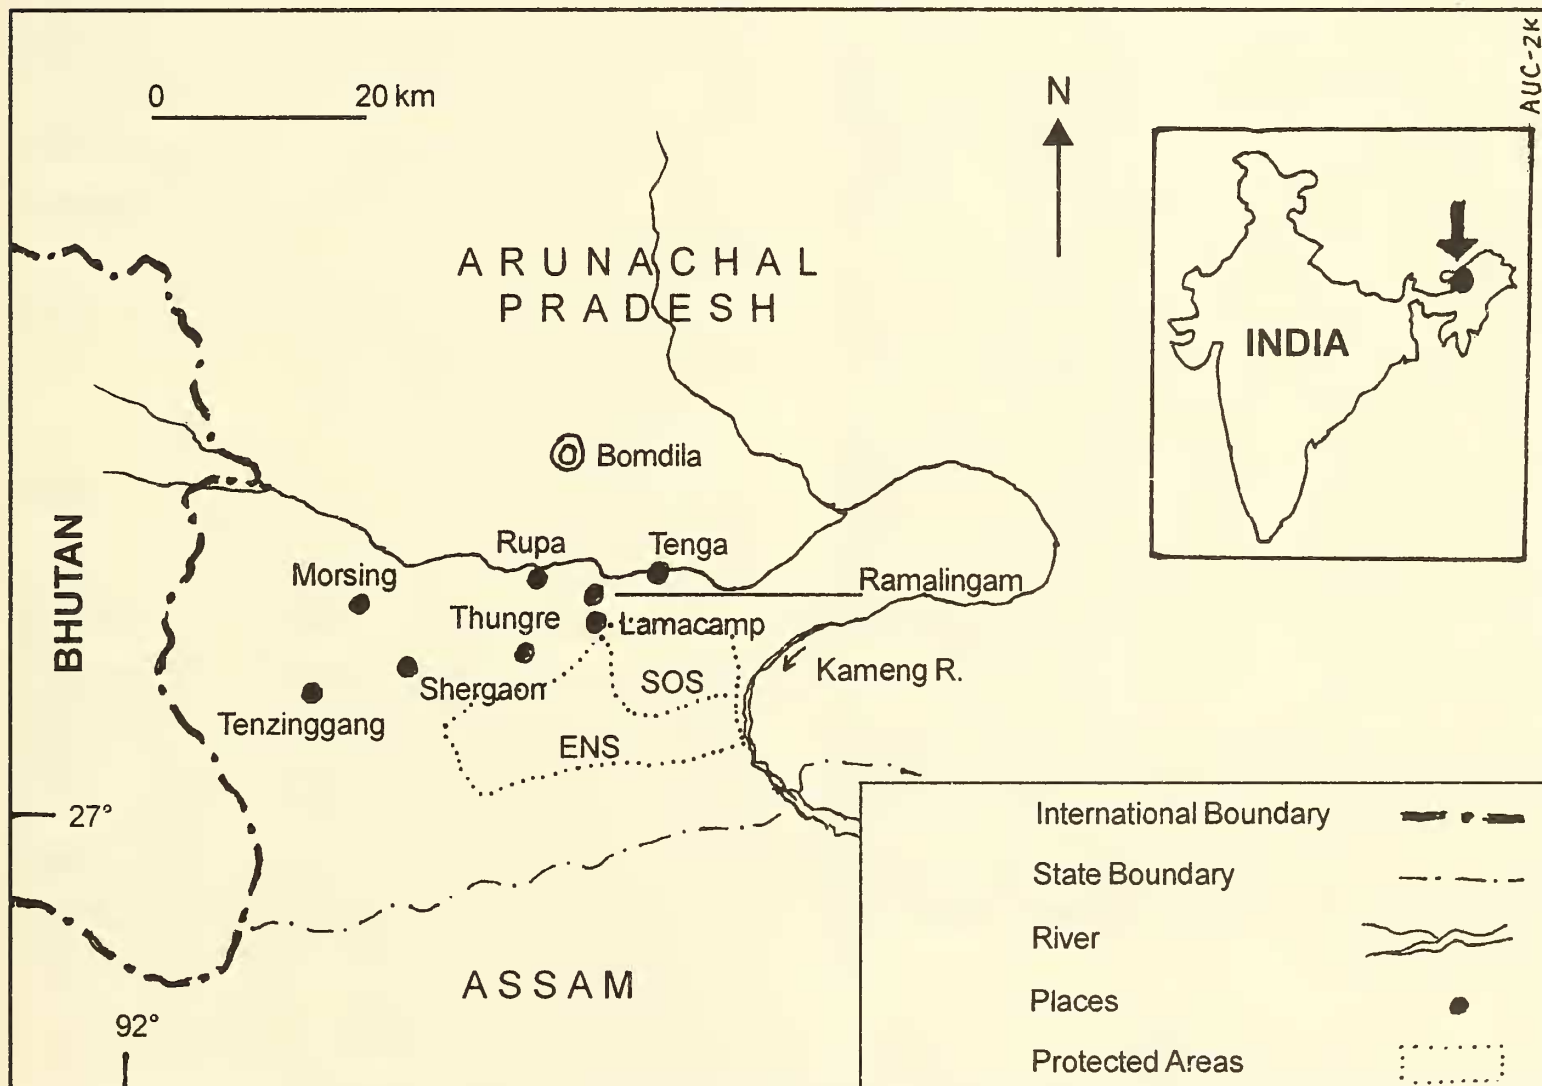 AUC-2K
0 20 km
N
ARUNACHAL
PRADESH
INDIA
Bomdila
BHUTAN
Rupa
Tenga
Morsing
Ramalingam
Thungre
Lamacamp
Shergaon
SOS
Kameng R.
Tenzinggang
ENS
27°
International Boundary
State Boundary
River
ASSAM
Places
92°
Protected Areas